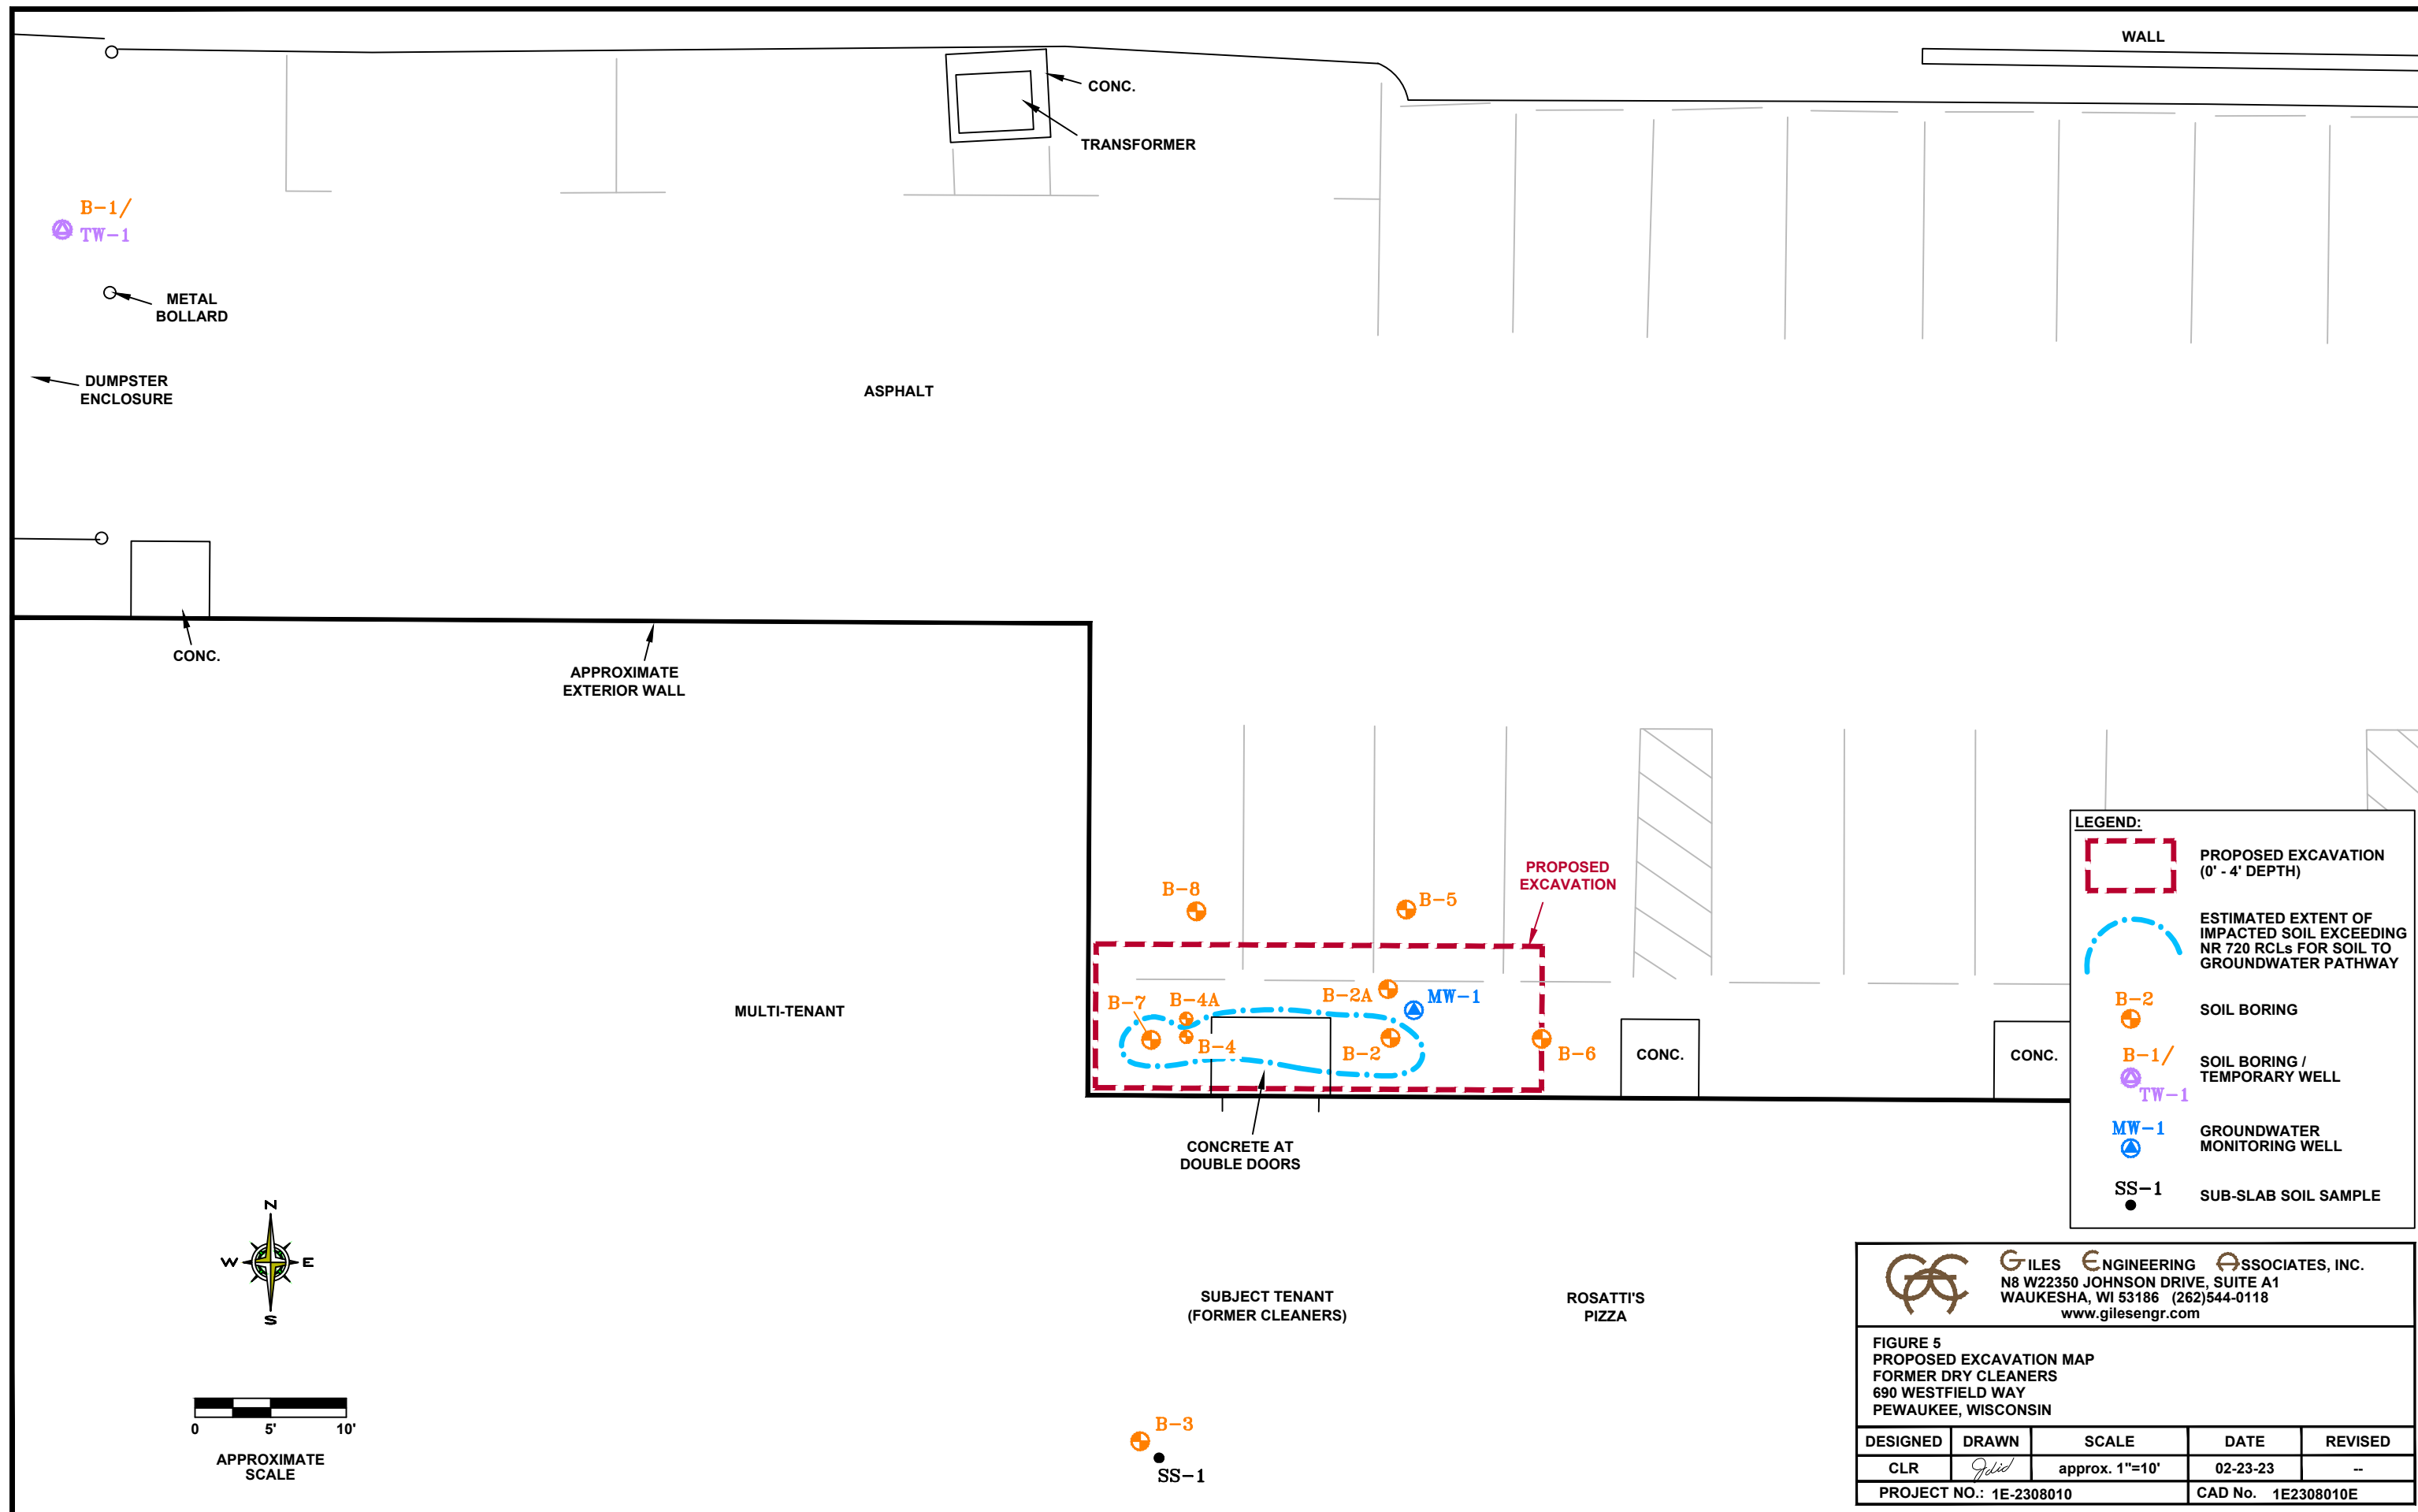 WALL
CONC.
TRANSFORMER
B-1/
TW-1
METAL
BOLLARD
DUMPSTER
ENCLOSURE
ASPHALT
CONC.
APPROXIMATE
EXTERIOR WALL
PROPOSED
EXCAVATION
B-8
B-5
B-7
B-4A
B-2A
MW-1
MULTI-TENANT
B-4
B-2
B-6
CONC.
CONC.
CONCRETE AT
DOUBLE DOORS
LEGEND:
PROPOSED EXCAVATION
(0' - 4' DEPTH)
ESTIMATED EXTENT OF
IMPACTED SOIL EXCEEDING
NR 720 RCLs FOR SOIL TO
GROUNDWATER PATHWAY
B-2
SOIL BORING
B-1/
TW-1
SOIL BORING /
TEMPORARY WELL
MW-1
GROUNDWATER
MONITORING WELL
SS-1
SUB-SLAB SOIL SAMPLE
N
W E
S
SUBJECT TENANT
(FORMER CLEANERS)
ROSATTI'S
PIZZA
0 5' 10'
APPROXIMATE
SCALE
B-3
SS-1
GILES ENGINEERING ASSOCIATES, INC.
N8 W22350 JOHNSON DRIVE, SUITE A1
WAUKESHA, WI 53186 (262)544-0118
www.gilesengr.com
FIGURE 5
PROPOSED EXCAVATION MAP
FORMER DRY CLEANERS
690 WESTFIELD WAY
PEWAUKEE, WISCONSIN
DESIGNED DRAWN SCALE DATE REVISED
CLR approx. 1"=10' 02-23-23 --
PROJECT NO.: 1E-2308010 CAD No. 1E2308010E